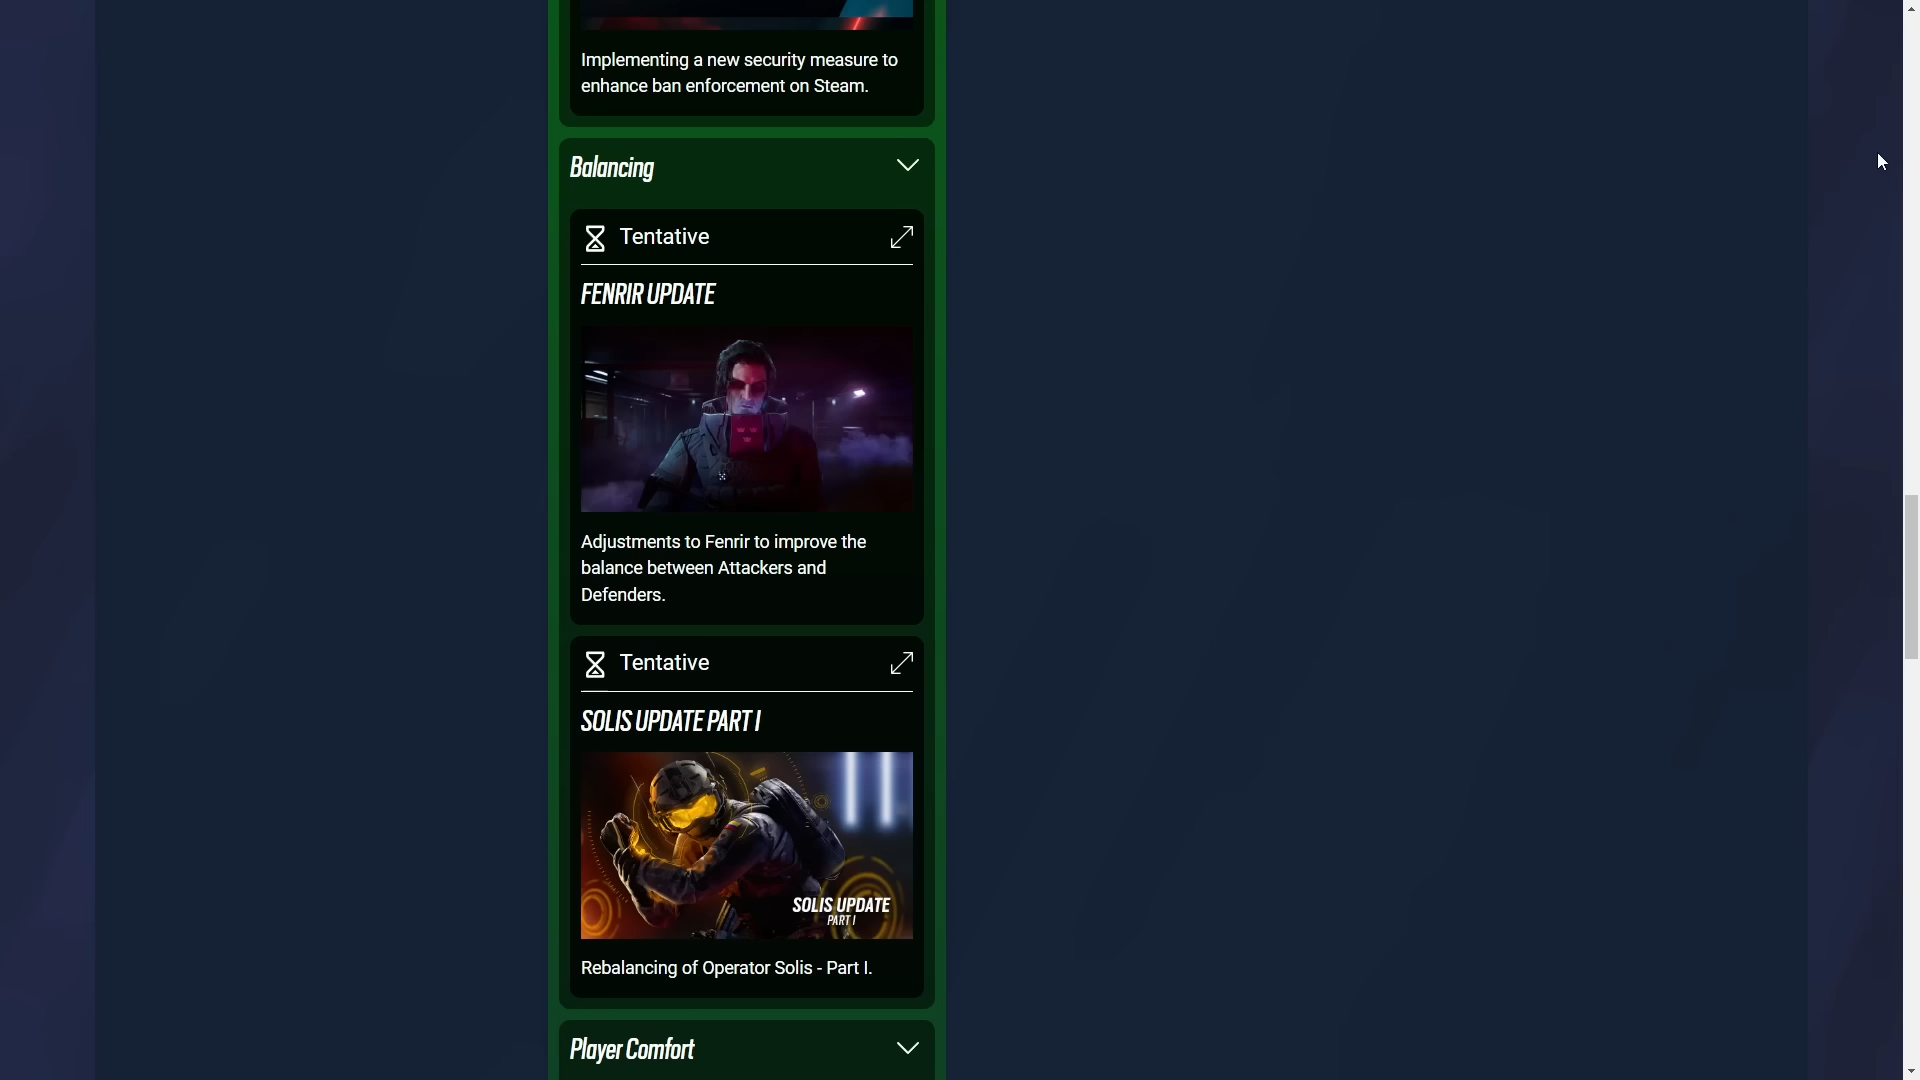 Implementing a new security measure to
enhance ban enforcement on Steam.
Balancing
Tentative
FENRIR UPDATE
Adjustments to Fenrir to improve the
balance between Attackers and
Defenders.
Tentative
SOLIS UPDATE PART I
SOLIS UPDATE
PART I
Rebalancing of Operator Solis - Part I.
Player Comfort